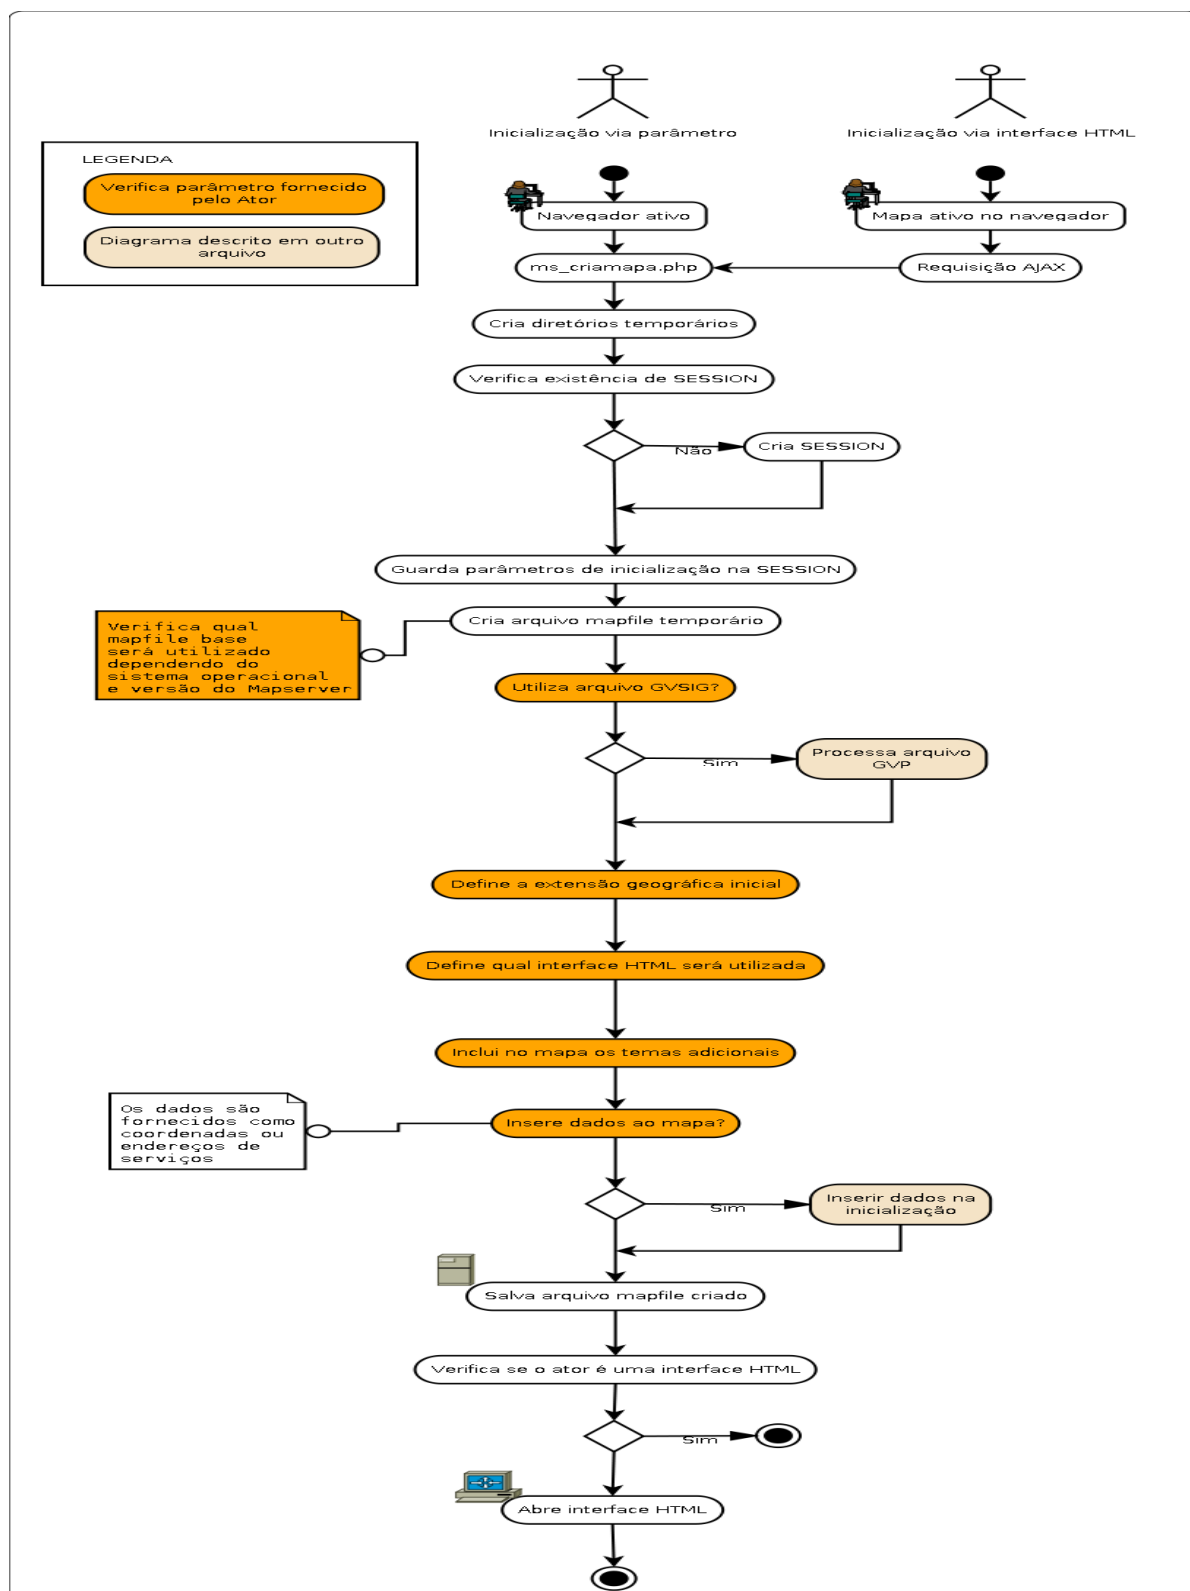 Inicialização via parâmetro
Inicialização via interface HTML
LEGENDA
Verifica parâmetro fornecido
pelo Ator
Diagrama descrito em outro
arquivo
Navegador ativo
Mapa ativo no navegador
ms_criamapa.php
Requisição AJAX
Cria diretórios temporários
Verifica existência de SESSION
Não
Cria SESSION
Guarda parâmetros de inicialização na SESSION
Cria arquivo mapfile temporário
Verifica qual
mapfile base
será utilizado
dependendo do
sistema operacional
e versão do Mapserver
Utiliza arquivo GVSIG?
Sim
Processa arquivo
GVP
Define a extensão geográfica inicial
Define qual interface HTML será utilizada
Inclui no mapa os temas adicionais
Os dados são
fornecidos como
coordenadas ou
endereços de
serviços
Insere dados ao mapa?
Sim
Inserir dados na
inicialização
Salva arquivo mapfile criado
Verifica se o ator é uma interface HTML
Sim
Abre interface HTML